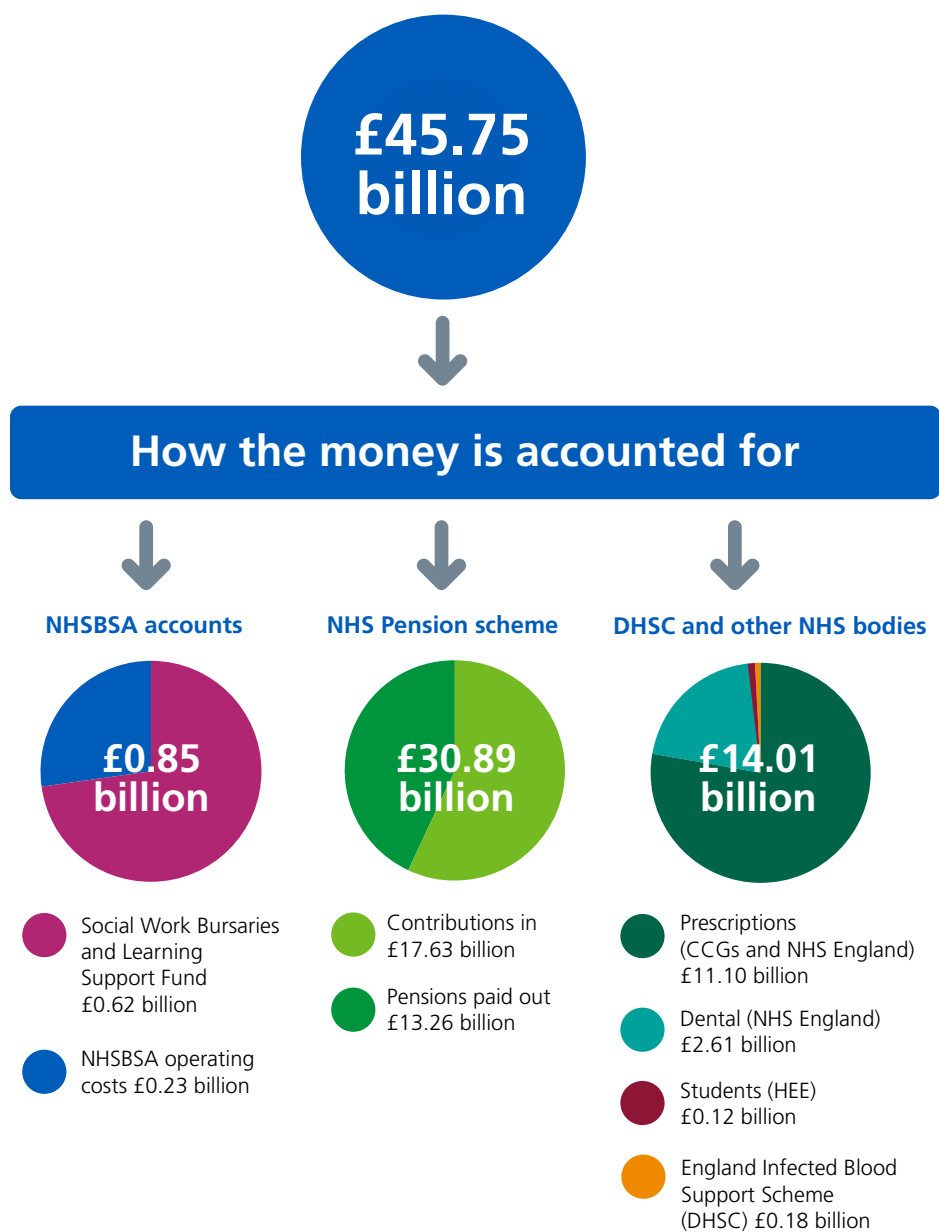 £45.75
billion
How the money is accounted for
NHSBSA accounts
£0.85
billion
Social Work Bursaries
and Learning
Support Fund
£0.62 billion
NHSBSA operating
costs £0.23 billion
NHS Pension scheme
£30.89
billion
Contributions in
£17.63 billion
Pensions paid out
£13.26 billion
DHSC and other NHS bodies
£14.01
billion
Prescriptions
(CCGs and NHS England)
£11.10 billion
Dental (NHS England)
£2.61 billion
Students (HEE)
£0.12 billion
England Infected Blood
Support Scheme
(DHSC) £0.18 billion